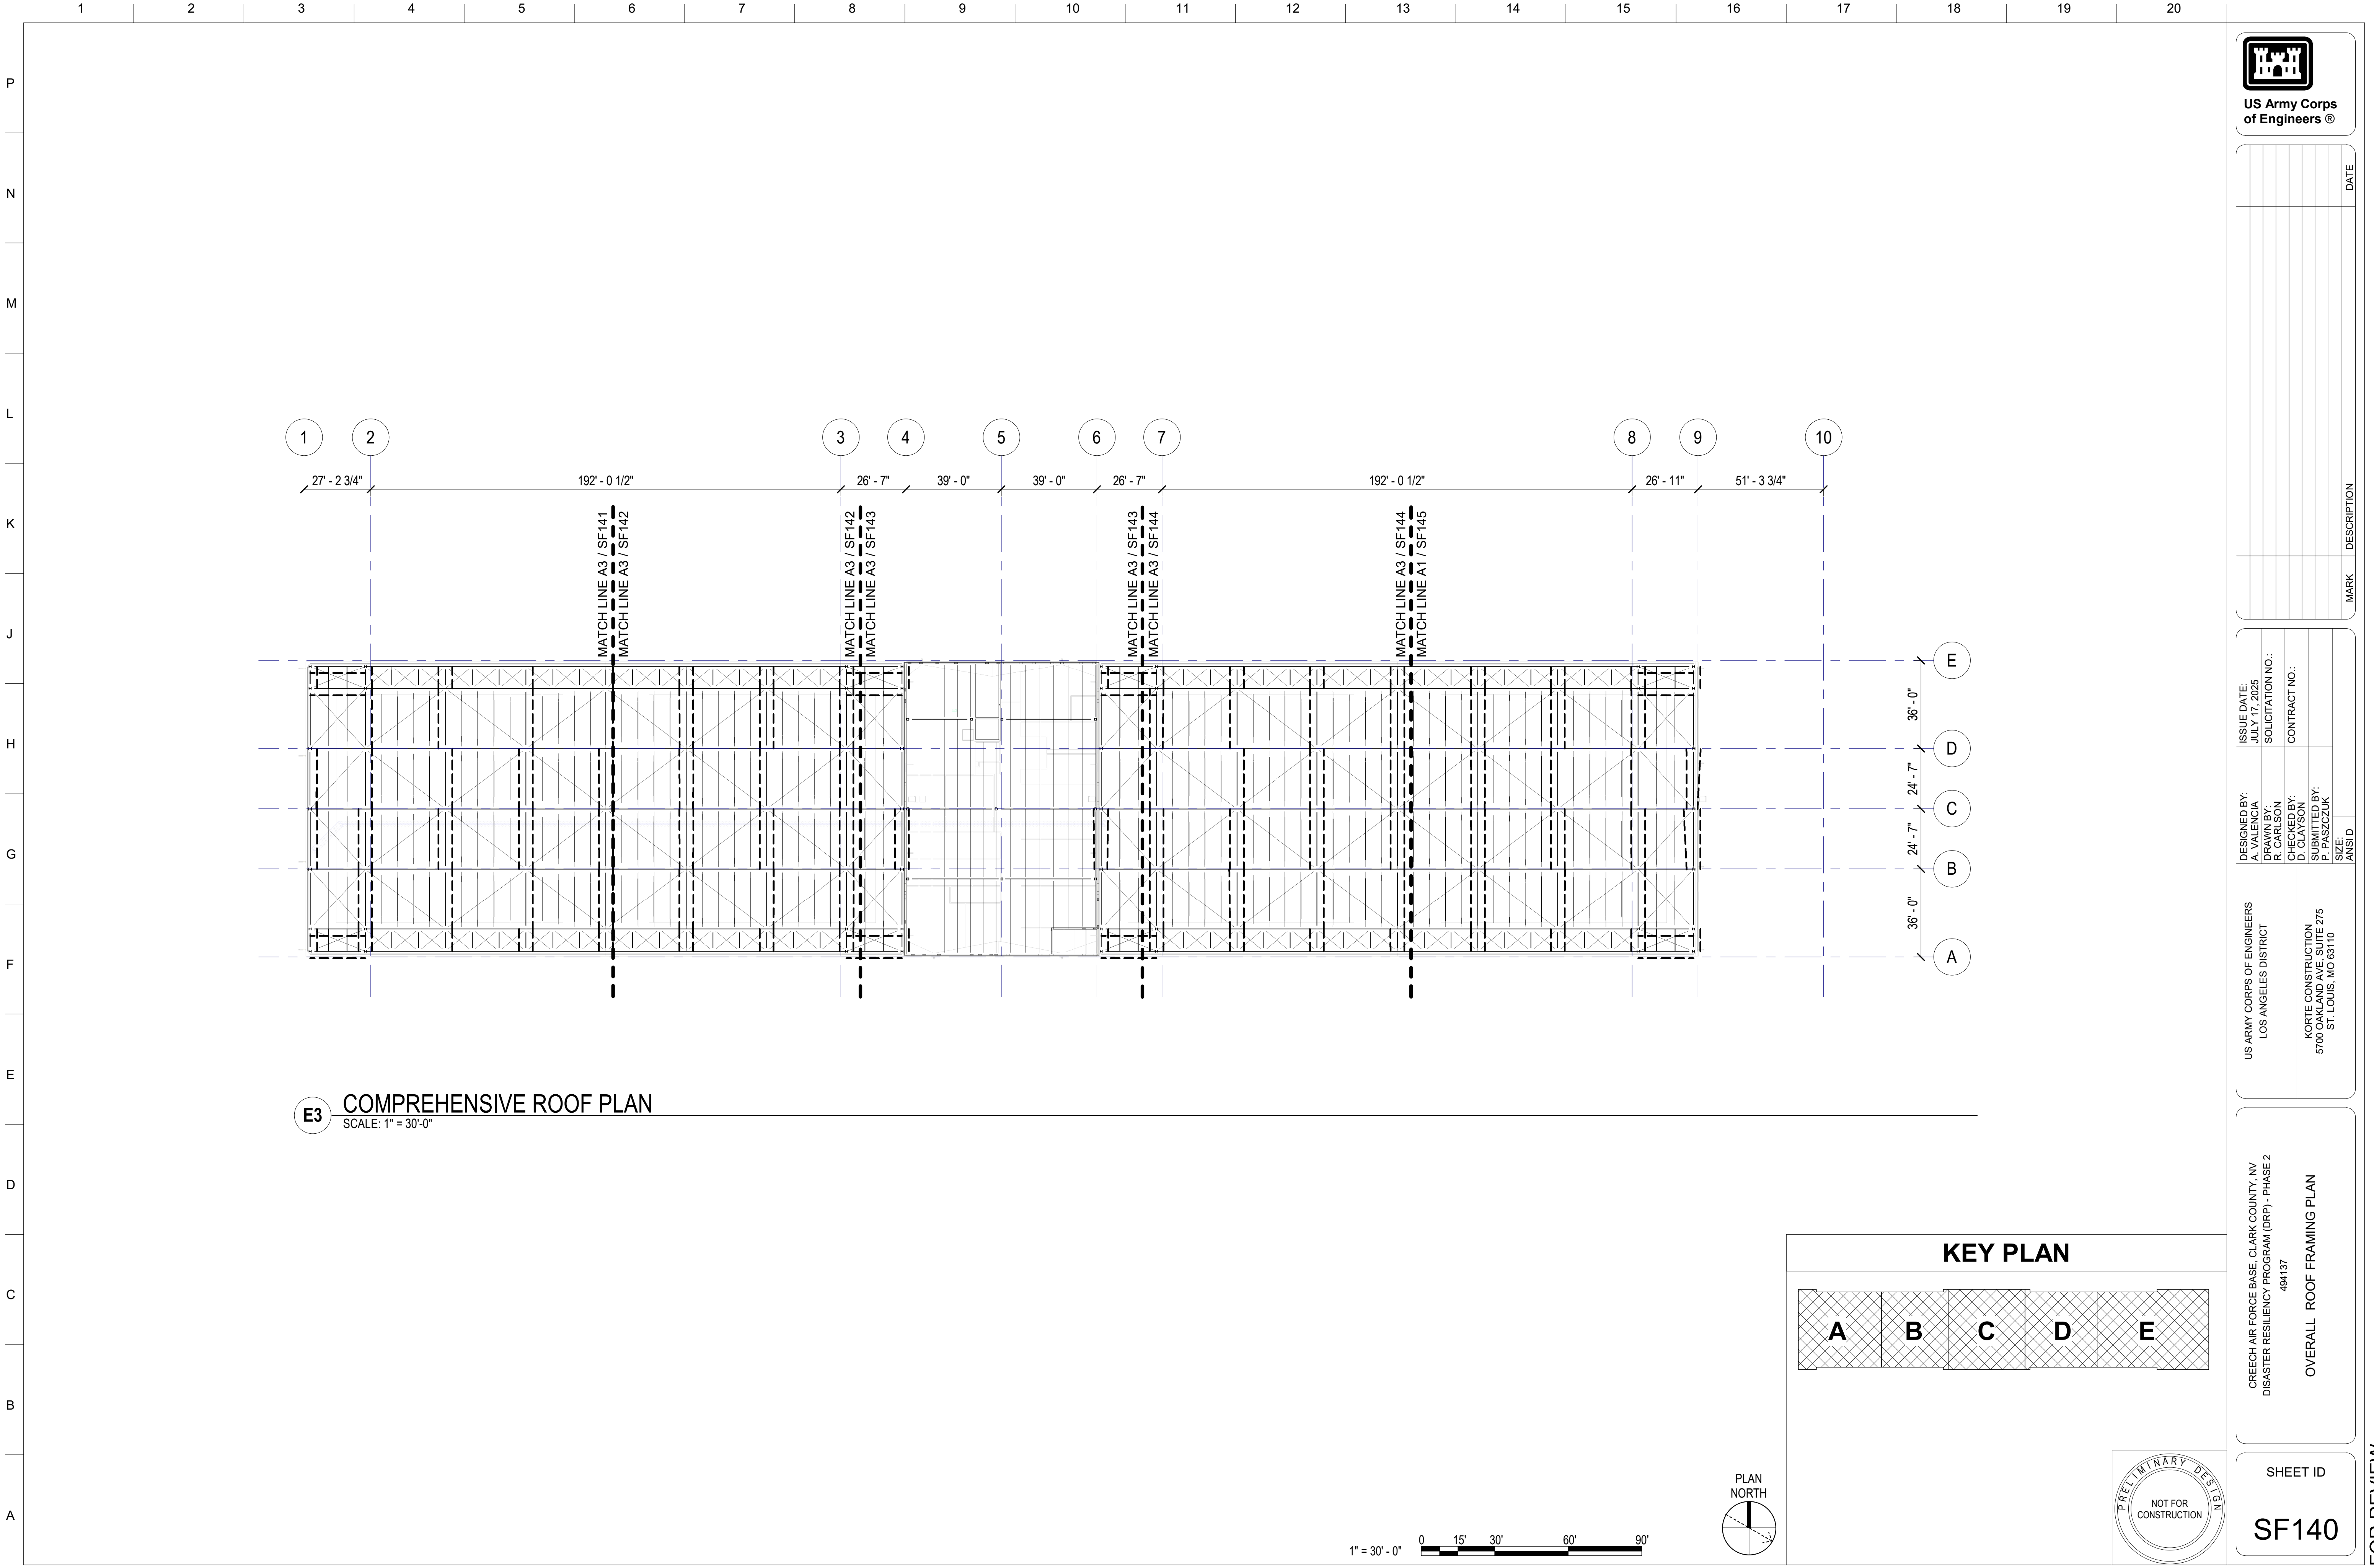 1 2 3 4 5 6 7 8 9 10 11 12 13 14 15 16 17 18 19 20
P
N
M
L
K
J
H
G
F
E
D
C
B
A
1 2 3 4 5 6 7 8 9 10
27' - 2 3/4" 192' - 0 1/2" 26' - 7" 39' - 0" 39' - 0" 26' - 7" 192' - 0 1/2" 26' - 11" 51' - 3 3/4"
MATCH LINE A3 / SF141
MATCH LINE A3 / SF142
MATCH LINE A3 / SF142
MATCH LINE A3 / SF143
MATCH LINE A3 / SF143
MATCH LINE A3 / SF144
MATCH LINE A3 / SF144
MATCH LINE A1 / SF145
E
36' - 0"
D
24' - 7"
C
24' - 7"
B
36' - 0"
A
E3 COMPREHENSIVE ROOF PLAN
SCALE: 1" = 30'-0"
KEY PLAN
A B C D E
PLAN
NORTH
1" = 30' - 0"
0 15' 30' 60' 90'
PRELIMINARY DESIGN
NOT FOR
CONSTRUCTION
US Army Corps
of Engineers ®
DATE
DESCRIPTION
MARK
ISSUE DATE:
JULY 17, 2025
SOLICITATION NO.:
CONTRACT NO.:
DESIGNED BY:
A. VALENCIA
DRAWN BY:
R. CARLSON
CHECKED BY:
D. CLAYSON
SUBMITTED BY:
P. PASZCZUK
SIZE:
ANSI D
US ARMY CORPS OF ENGINEERS
LOS ANGELES DISTRICT
KORTE CONSTRUCTION
5700 OAKLAND AVE, SUITE 275
ST. LOUIS, MO 63110
CREECH AIR FORCE BASE, CLARK COUNTY, NV
DISASTER RESILIENCY PROGRAM (DRP) - PHASE 2
494137
OVERALL ROOF FRAMING PLAN
SHEET ID
SF140